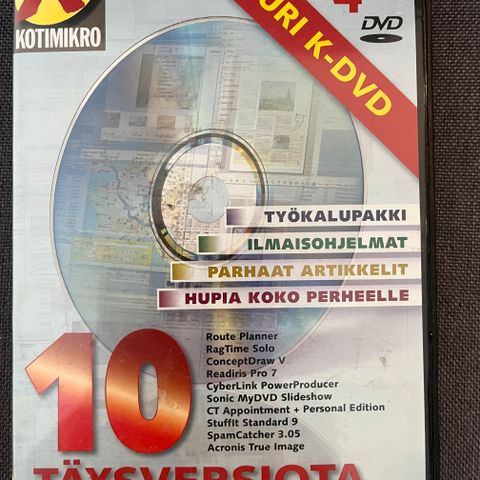 KOTIMIKRO
4
URI K-DVD
DVD
TYÖKALUPAKKI
ILMAISOHJELMAT
PARHAAT ARTIKKELIT
HUPIA KOKO PERHEELLE
10
Route Planner
RagTime Solo
ConceptDraw V
Readiris Pro 7
CyberLink PowerProducer
Sonic MyDVD Slideshow
CT Appointment + Personal Edition
StuffIt Standard 9
SpamCatcher 3.05
Acronis True Image
TÄYSVERSIOTA